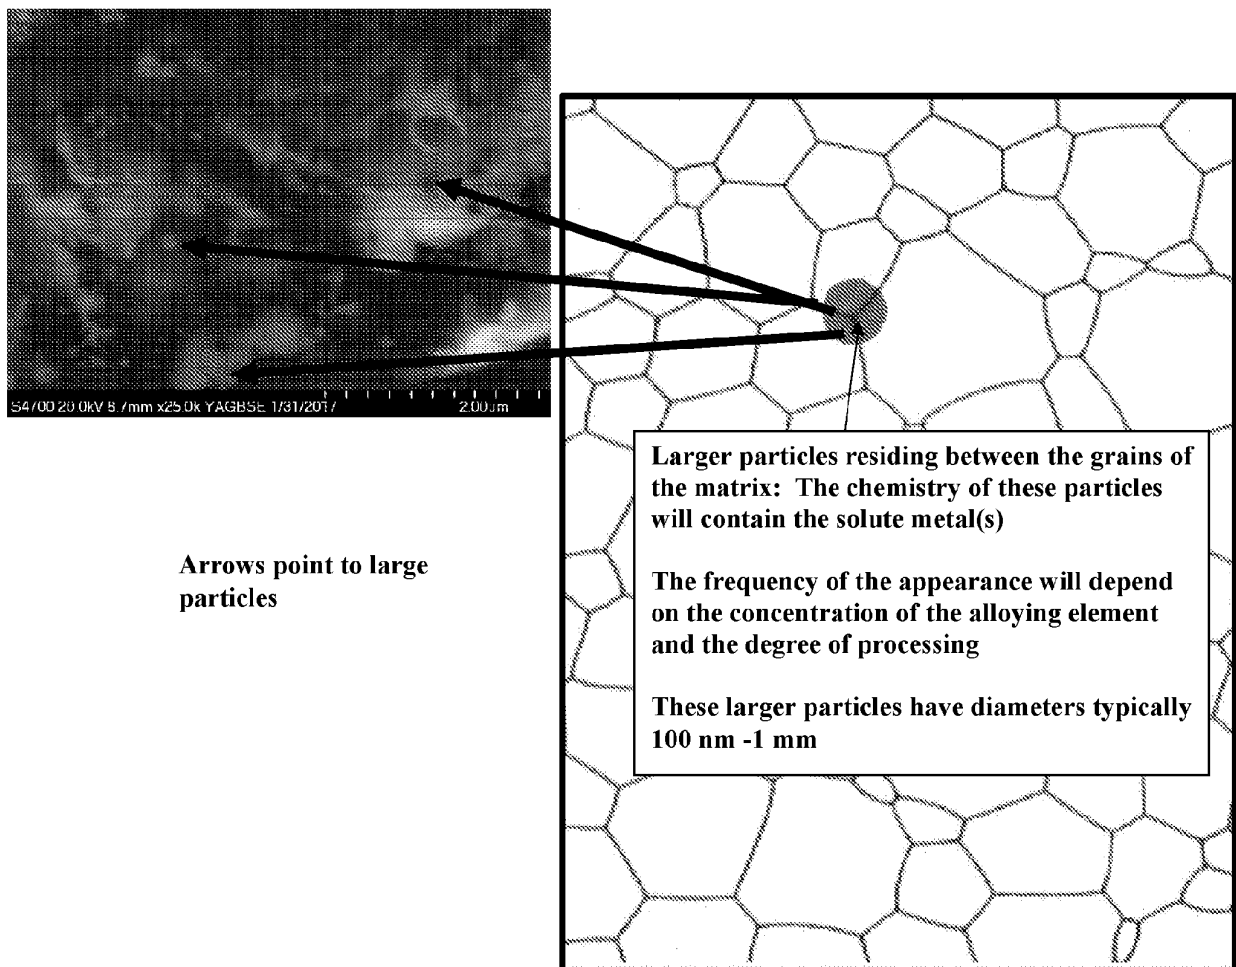 S4700 20.0kV 8.7mm x25.0k YAGBSE 1/31/2017
2.00um
Larger particles residing between the grains of
the matrix:  The chemistry of these particles
will contain the solute metal(s)
The frequency of the appearance will depend
on the concentration of the alloying element
and the degree of processing
These larger particles have diameters typically
100 nm -1 mm
Arrows point to large
particles